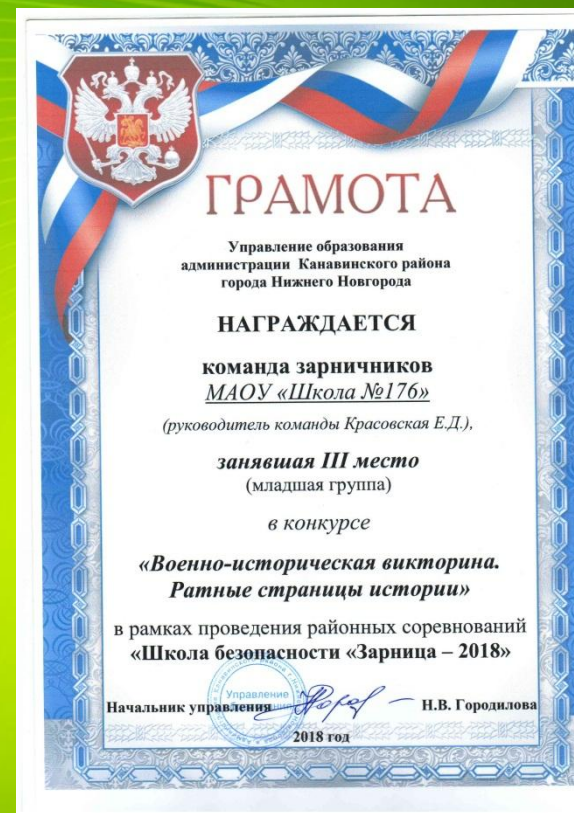 ГРАМОТА
Управление образования
администрации Канавинского района
города Нижнего Новгорода
НАГРАЖДАЕТСЯ
команда зарничников
МАОУ «Школа №176»
(руководитель команды Красовская Е.Д.),
занявшая III место
(младшая группа)
в конкурсе
«Военно-историческая викторина.
Ратные страницы истории»
в рамках проведения районных соревнований
«Школа безопасности «Зарница – 2018»
Управление
Начальник управления Н.В. Городилова
2018 год